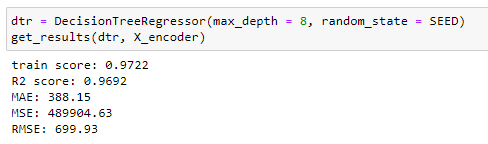 dtr = DecisionTreeRegressor(max_depth = 8, random_state = SEED)
get_results(dtr, X_encoder)
train score: 0.9722
R2 score: 0.9692
MAE: 388.15
MSE: 489904.63
RMSE: 699.93